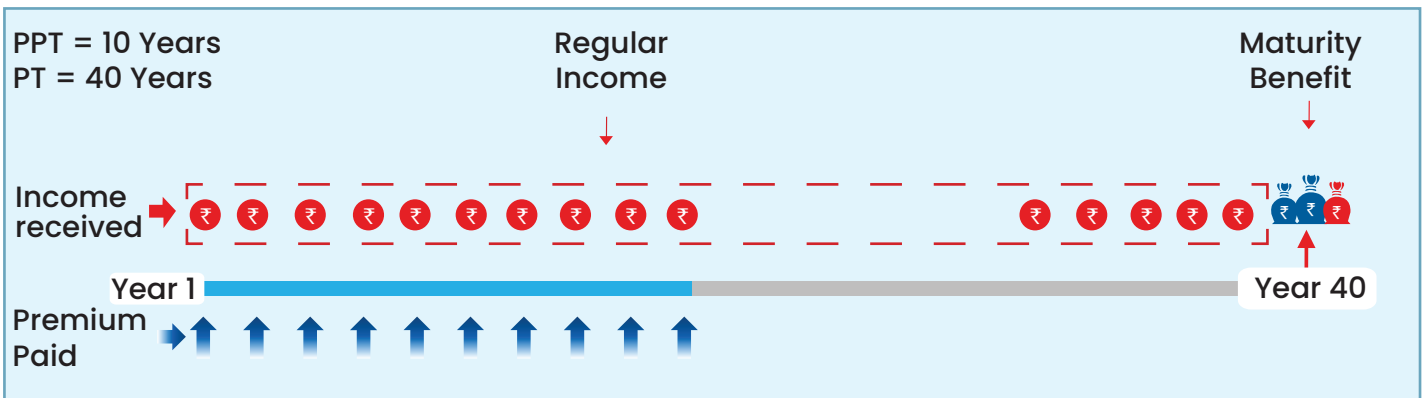 PPT = 10 Years
PT = 40 Years
Regular
Income
Maturity
Benefit
Income
received
₹ ₹ ₹ ₹ ₹ ₹ ₹ ₹ ₹ ₹ ₹ ₹ ₹ ₹ ₹ ₹ ₹ ₹
Year 1
Year 40
Premium
Paid